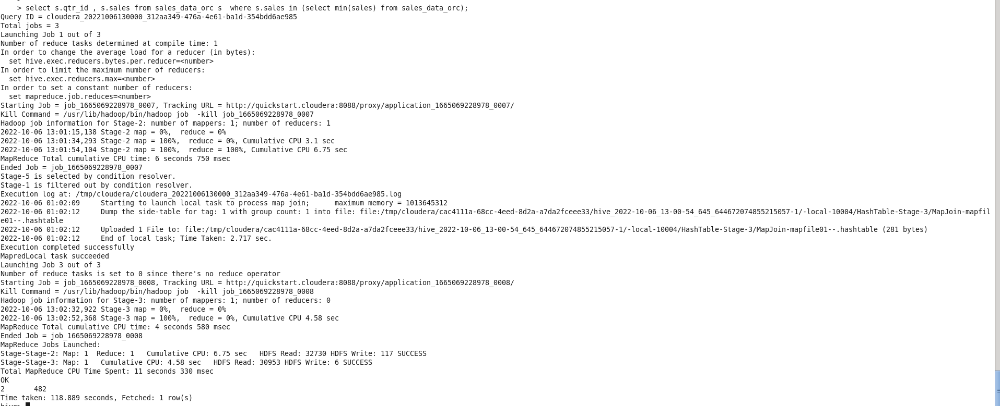 >
> select s.qtr_id , s.sales from sales_data_orc s  where s.sales in (select min(sales) from sales_data_orc);
Query ID = cloudera_20221006130000_312aa349-476a-4e61-ba1d-354bdd6ae985
Total jobs = 3
Launching Job 1 out of 3
Number of reduce tasks determined at compile time: 1
In order to change the average load for a reducer (in bytes):
  set hive.exec.reducers.bytes.per.reducer=<number>
In order to limit the maximum number of reducers:
  set hive.exec.reducers.max=<number>
In order to set a constant number of reducers:
  set mapreduce.job.reduces=<number>
Starting Job = job_1665069228978_0007, Tracking URL = http://quickstart.cloudera:8088/proxy/application_1665069228978_0007/
Kill Command = /usr/lib/hadoop/bin/hadoop job  -kill job_1665069228978_0007
Hadoop job information for Stage-2: number of mappers: 1; number of reducers: 1
2022-10-06 13:01:15,138 Stage-2 map = 0%,  reduce = 0%
2022-10-06 13:01:34,293 Stage-2 map = 100%,  reduce = 0%, Cumulative CPU 3.1 sec
2022-10-06 13:01:54,104 Stage-2 map = 100%,  reduce = 100%, Cumulative CPU 6.75 sec
MapReduce Total cumulative CPU time: 6 seconds 750 msec
Ended Job = job_1665069228978_0007
Stage-5 is selected by condition resolver.
Stage-1 is filtered out by condition resolver.
Execution log at: /tmp/cloudera/cloudera_20221006130000_312aa349-476a-4e61-ba1d-354bdd6ae985.log
2022-10-06 01:02:09     Starting to launch local task to process map join;      maximum memory = 1013645312
2022-10-06 01:02:12     Dump the side-table for tag: 1 with group count: 1 into file: file:/tmp/cloudera/cac4111a-68cc-4eed-8d2a-a7da2fceee33/hive_2022-10-06_13-00-54_645_644672074855215057-1/-local-10004/HashTable-Stage-3/MapJoin-mapfil
e01--.hashtable
2022-10-06 01:02:12     Uploaded 1 File to: file:/tmp/cloudera/cac4111a-68cc-4eed-8d2a-a7da2fceee33/hive_2022-10-06_13-00-54_645_644672074855215057-1/-local-10004/HashTable-Stage-3/MapJoin-mapfile01--.hashtable (281 bytes)
2022-10-06 01:02:12     End of local task; Time Taken: 2.717 sec.
Execution completed successfully
MapredLocal task succeeded
Launching Job 3 out of 3
Number of reduce tasks is set to 0 since there's no reduce operator
Starting Job = job_1665069228978_0008, Tracking URL = http://quickstart.cloudera:8088/proxy/application_1665069228978_0008/
Kill Command = /usr/lib/hadoop/bin/hadoop job  -kill job_1665069228978_0008
Hadoop job information for Stage-3: number of mappers: 1; number of reducers: 0
2022-10-06 13:02:32,922 Stage-3 map = 0%,  reduce = 0%
2022-10-06 13:02:52,368 Stage-3 map = 100%,  reduce = 0%, Cumulative CPU 4.58 sec
MapReduce Total cumulative CPU time: 4 seconds 580 msec
Ended Job = job_1665069228978_0008
MapReduce Jobs Launched:
Stage-Stage-2: Map: 1  Reduce: 1   Cumulative CPU: 6.75 sec   HDFS Read: 32730 HDFS Write: 117 SUCCESS
Stage-Stage-3: Map: 1   Cumulative CPU: 4.58 sec   HDFS Read: 30953 HDFS Write: 6 SUCCESS
Total MapReduce CPU Time Spent: 11 seconds 330 msec
OK
2       482
Time taken: 118.889 seconds, Fetched: 1 row(s)
hive>